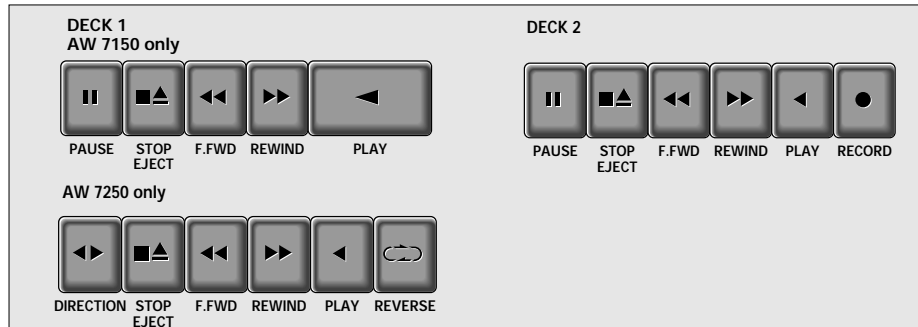 DECK 1
AW 7150 only
PAUSE STOP EJECT F.FWD REWIND PLAY
AW 7250 only
DIRECTION STOP EJECT F.FWD REWIND PLAY REVERSE
DECK 2
PAUSE STOP EJECT F.FWD REWIND PLAY RECORD